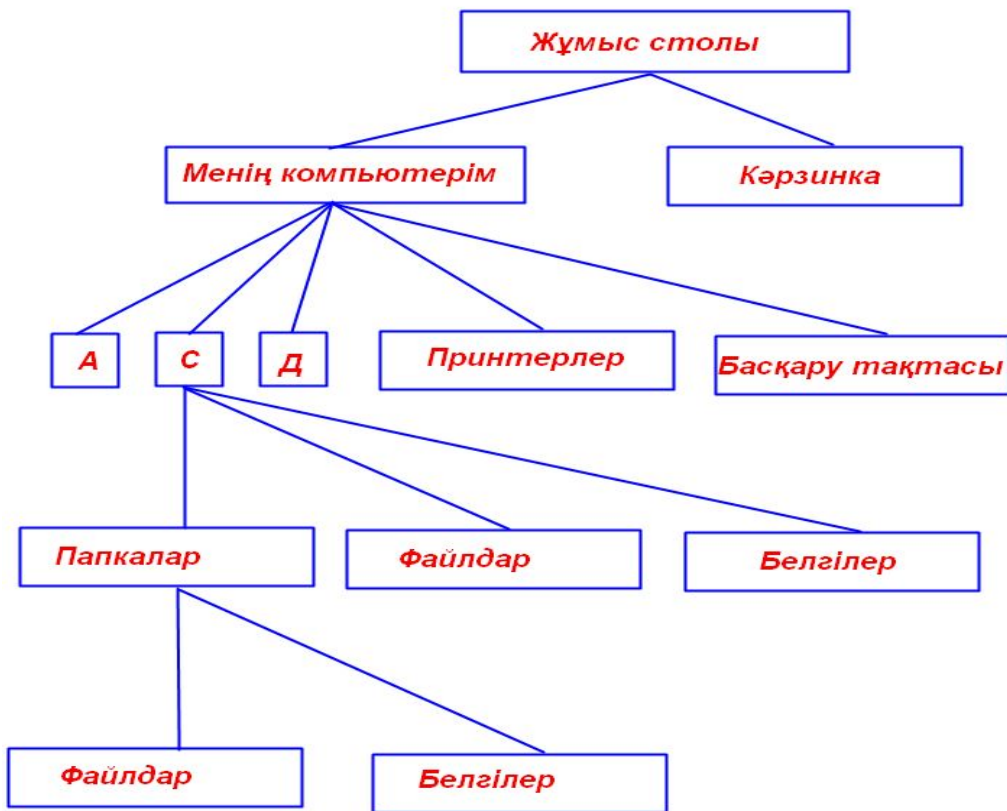 Жұмыс столы
Менің компьютерім
Кәрзинка
А
С
Д
Принтерлер
Басқару тақтасы
Папкалар
Файлдар
Белгілер
Файлдар
Белгілер